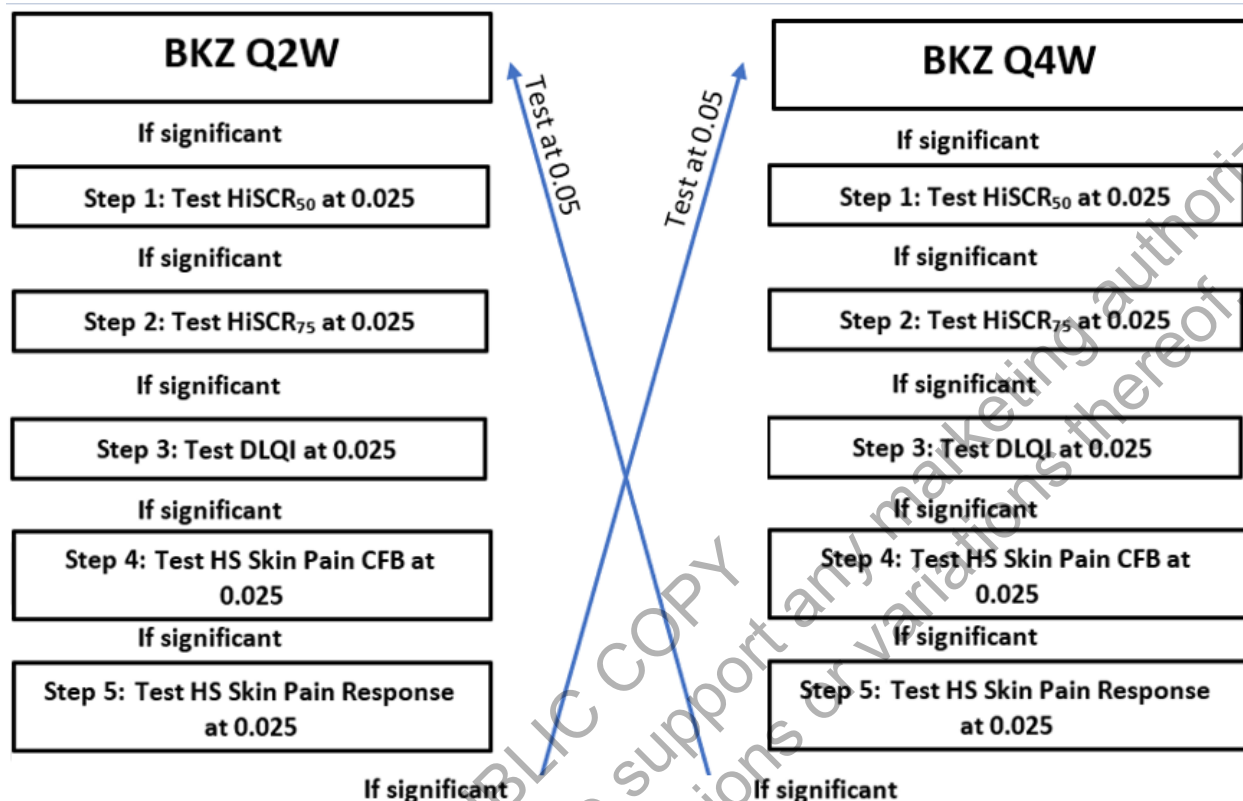 BKZ Q2W
If significant
Step 1: Test HiSCR₅₀ at 0.025
If significant
Step 2: Test HiSCR₇₅ at 0.025
If significant
Step 3: Test DLQI at 0.025
If significant
Step 4: Test HS Skin Pain CFB at
0.025
If significant
Step 5: Test HS Skin Pain Response
at 0.025
If significant
Test at 0.05
Test at 0.05
BKZ Q4W
If significant
Step 1: Test HiSCR₅₀ at 0.025
If significant
Step 2: Test HiSCR₇₅ at 0.025
If significant
Step 3: Test DLQI at 0.025
If significant
Step 4: Test HS Skin Pain CFB at
0.025
If significant
Step 5: Test HS Skin Pain Response
at 0.025
If significant
COPY
support any marketing
or variations thereof